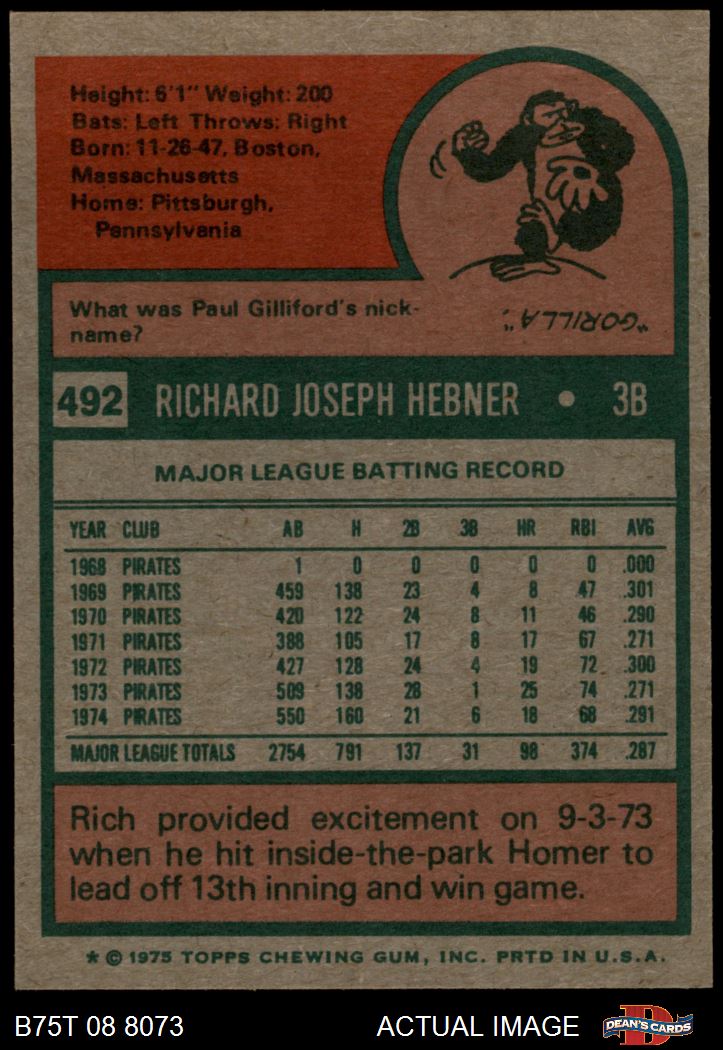 Height: 6'1" Weight: 200
Bats: Left Throws: Right
Born: 11-26-47, Boston,
Massachusetts
Home: Pittsburgh,
Pennsylvania
What was Paul Gilliford's nick-
name?
"GORILLA".
492 RICHARD JOSEPH HEBNER • 3B
MAJOR LEAGUE BATTING RECORD
YEAR CLUB AB H 2B 3B HR RBI AVG
1968 PIRATES 1 0 0 0 0 0 .000
1969 PIRATES 459 138 23 4 8 47 .301
1970 PIRATES 420 122 24 8 11 46 .290
1971 PIRATES 388 105 17 8 17 67 .271
1972 PIRATES 427 128 24 4 19 72 .300
1973 PIRATES 509 138 28 1 25 74 .271
1974 PIRATES 550 160 21 6 18 68 .291
MAJOR LEAGUE TOTALS 2754 791 137 31 98 374 .287
Rich provided excitement on 9-3-73
when he hit inside-the-park Homer to
lead off 13th inning and win game.
* © 1975 TOPPS CHEWING GUM, INC. PRTD IN U.S.A.
B75T 08 8073 ACTUAL IMAGE
D
DEAN'S CARDS